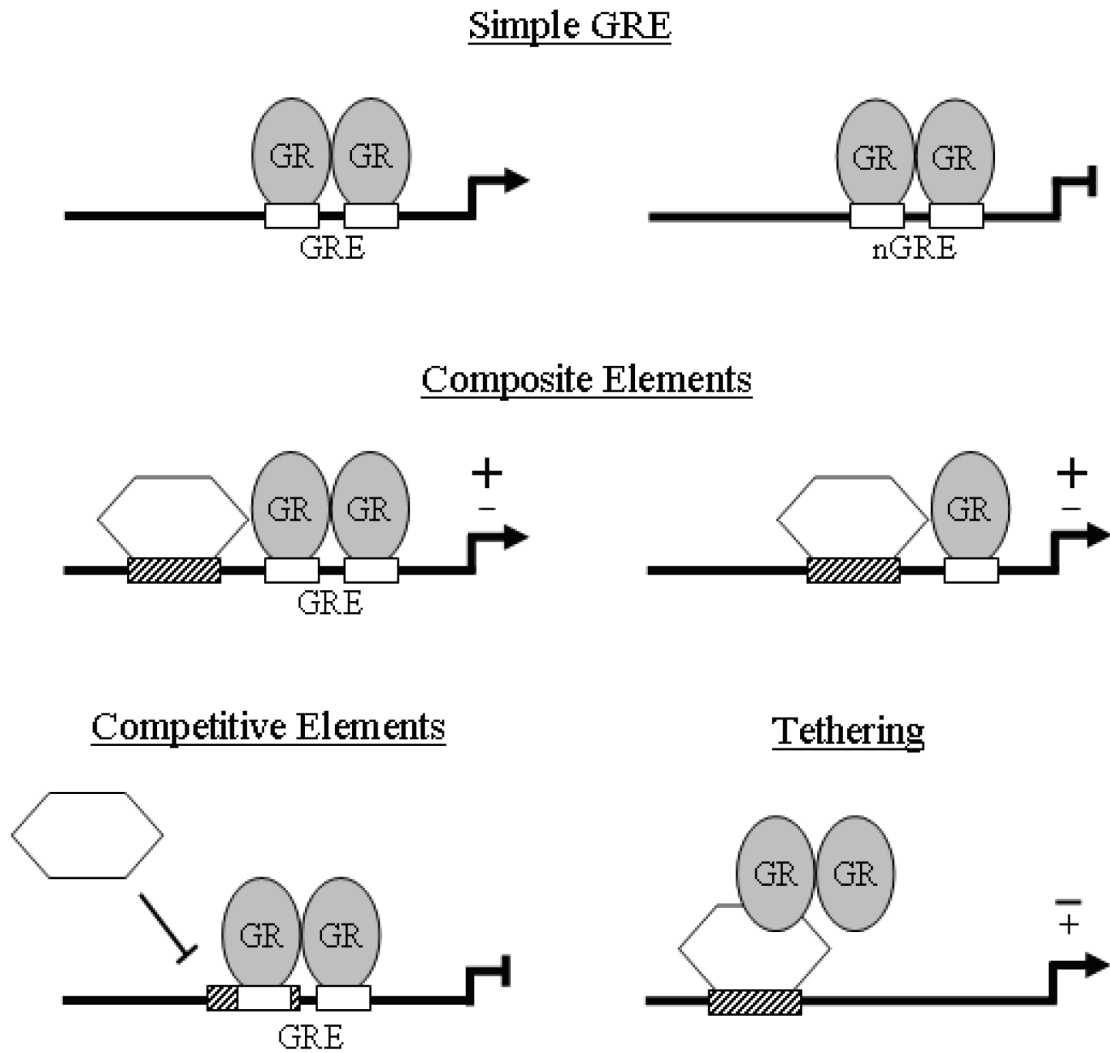 Simple GRE
GR GR GR GR
GRE nGRE
Composite Elements
+ +
- -
GR GR GR
GRE
Competitive Elements Tethering
GR GR
-
+
GR GR
GRE